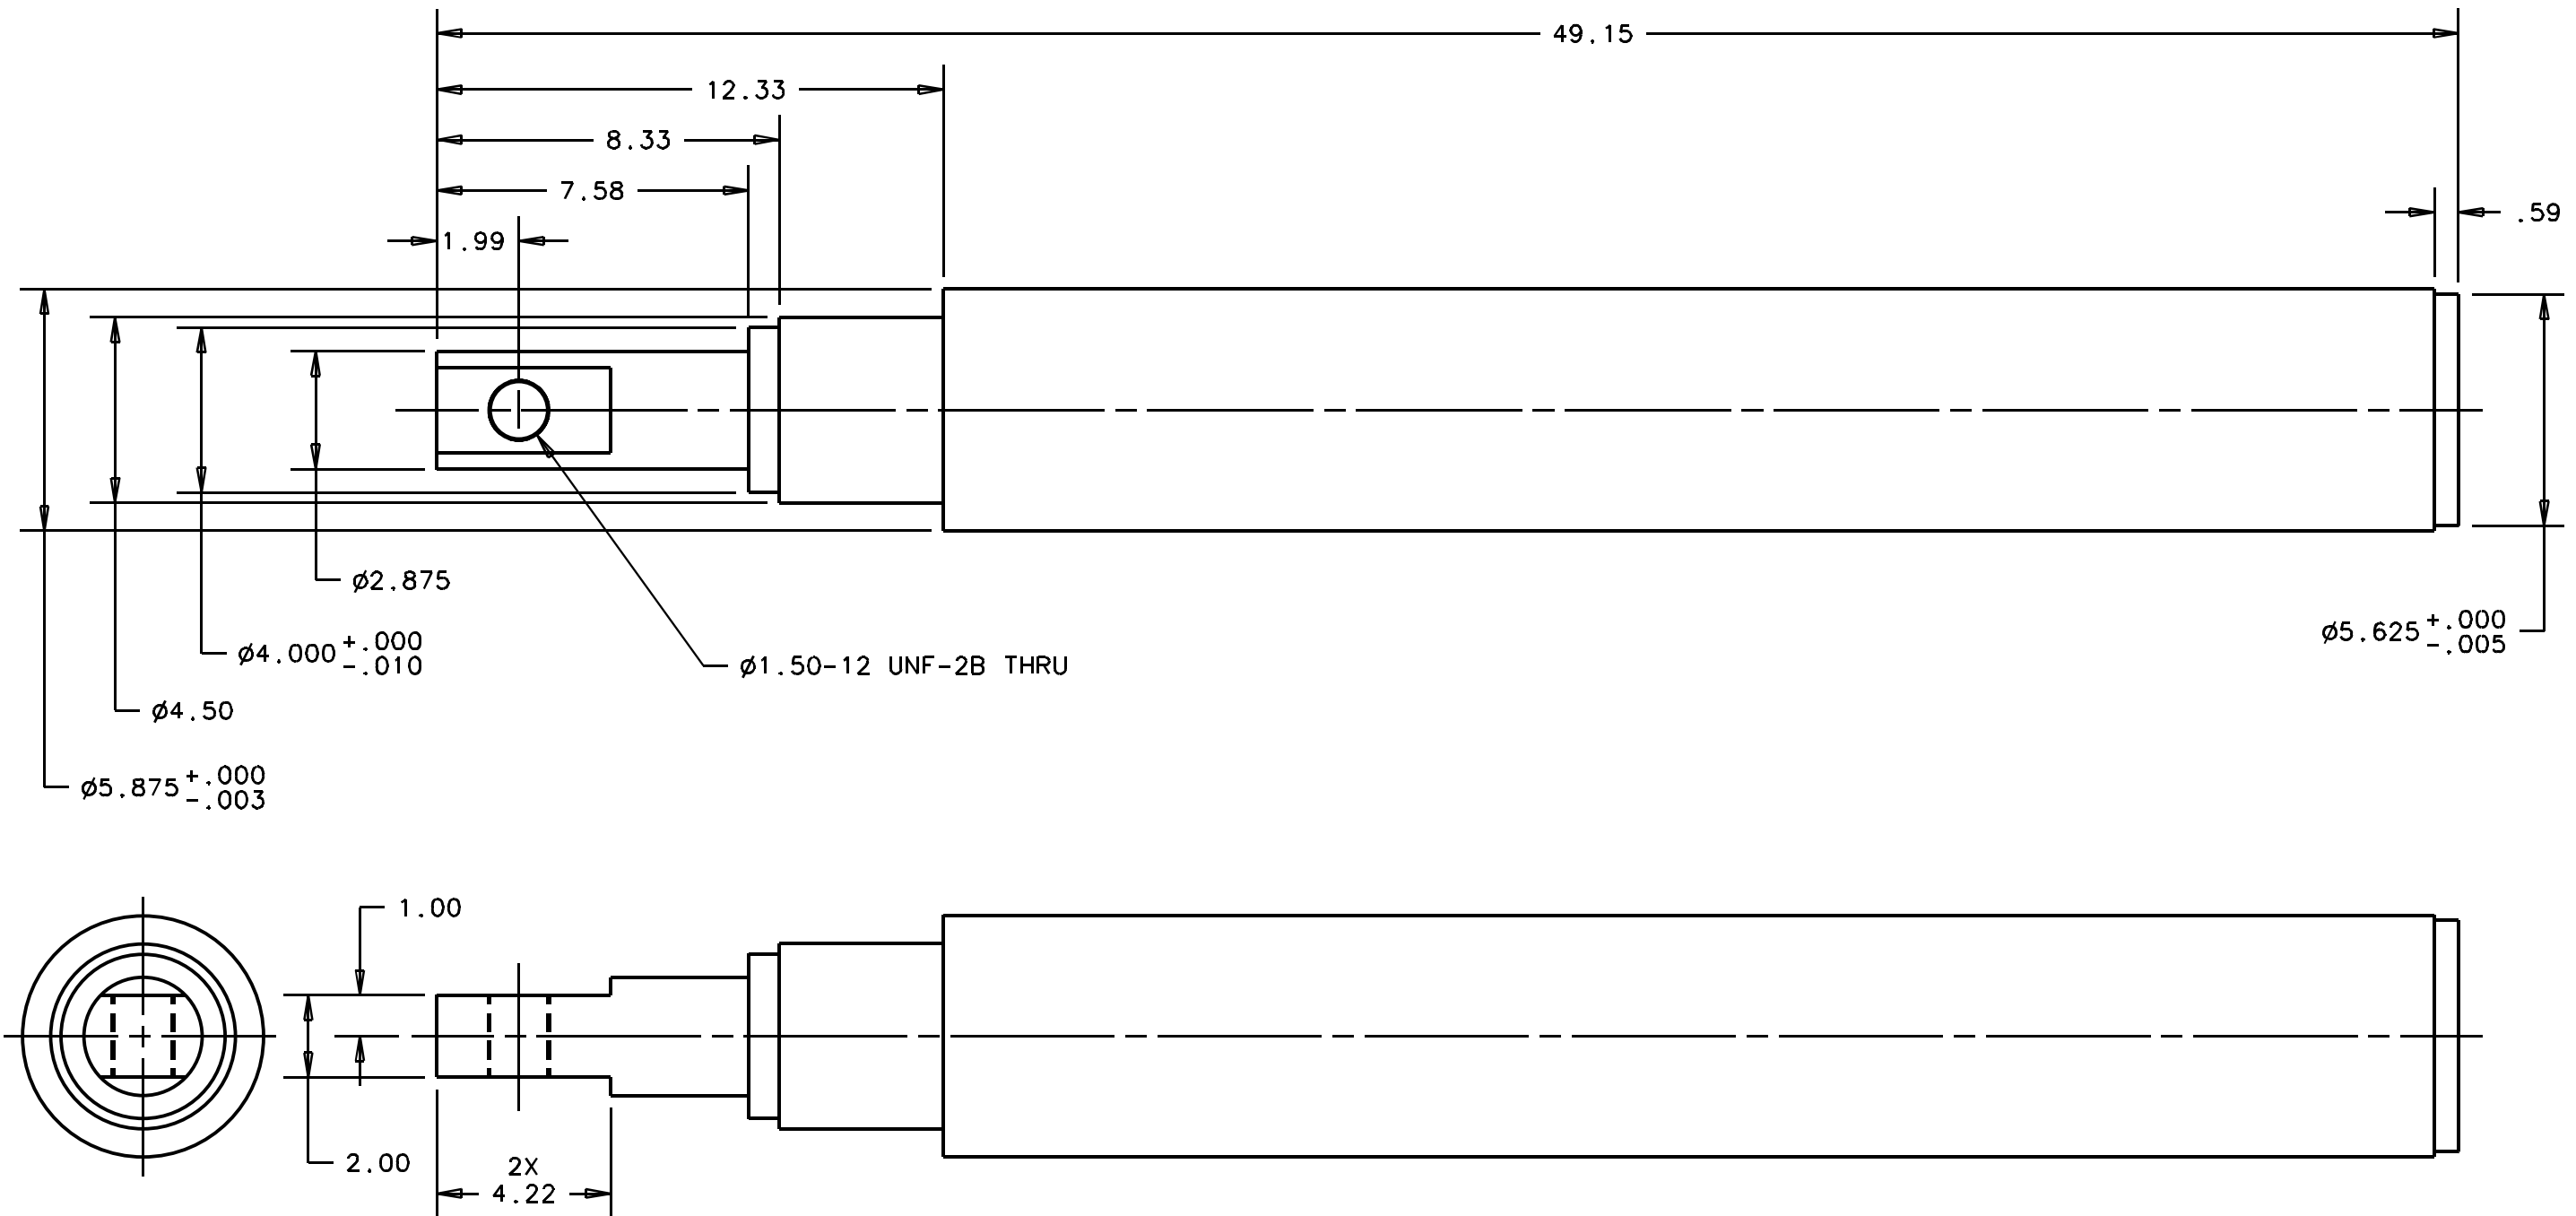 49.15
12.33
8.33
7.58
1.99
.59
ø2.875
ø4.000 +.000
-.010
ø1.50-12 UNF-2B THRU
ø5.625 +.000
-.005
ø4.50
ø5.875 +.000
-.003
1.00
2.00
2X
4.22